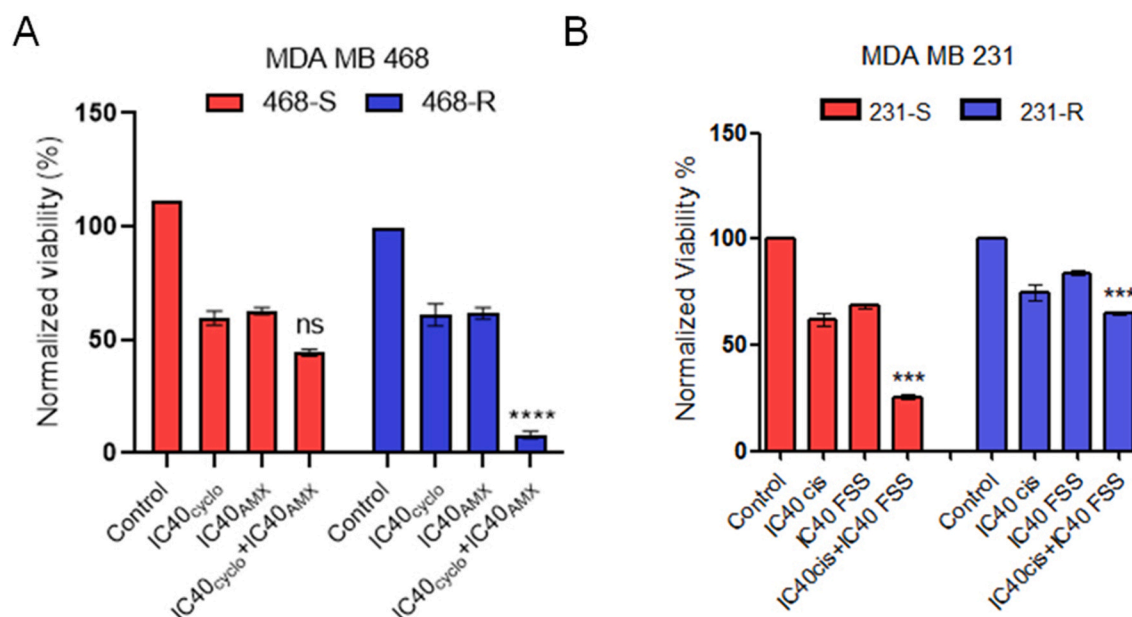 A
MDA MB 468
468-S 468-R
Normalized viability (%)
150
100
50
0
ns
****
Control
IC40cyclo
IC40AMX
IC40cyclo+IC40AMX
Control
IC40cyclo
IC40AMX
IC40cyclo+IC40AMX
B
MDA MB 231
231-S 231-R
Normalized Viability %
150
100
50
0
***
***
Control
IC40 cis
IC40 FSS
IC40cis+IC40 FSS
Control
IC40 cis
IC40 FSS
IC40cis+IC40 FSS